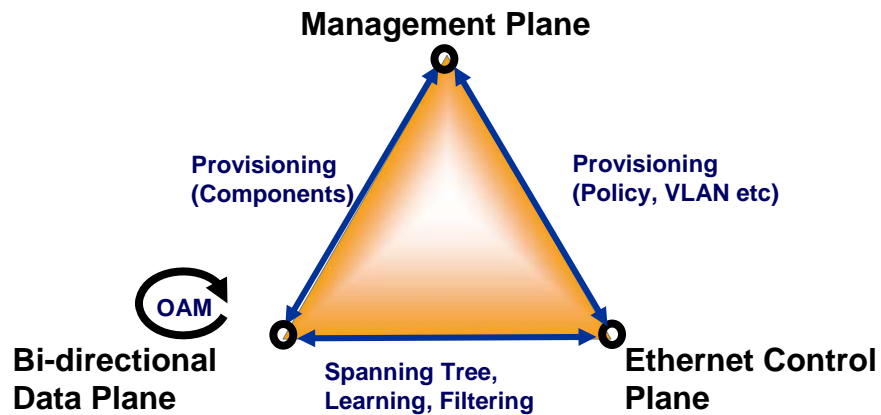 Management Plane
Provisioning
(Components)
Provisioning
(Policy, VLAN etc)
OAM
Bi-directional
Data Plane
Spanning Tree,
Learning, Filtering
Ethernet Control
Plane